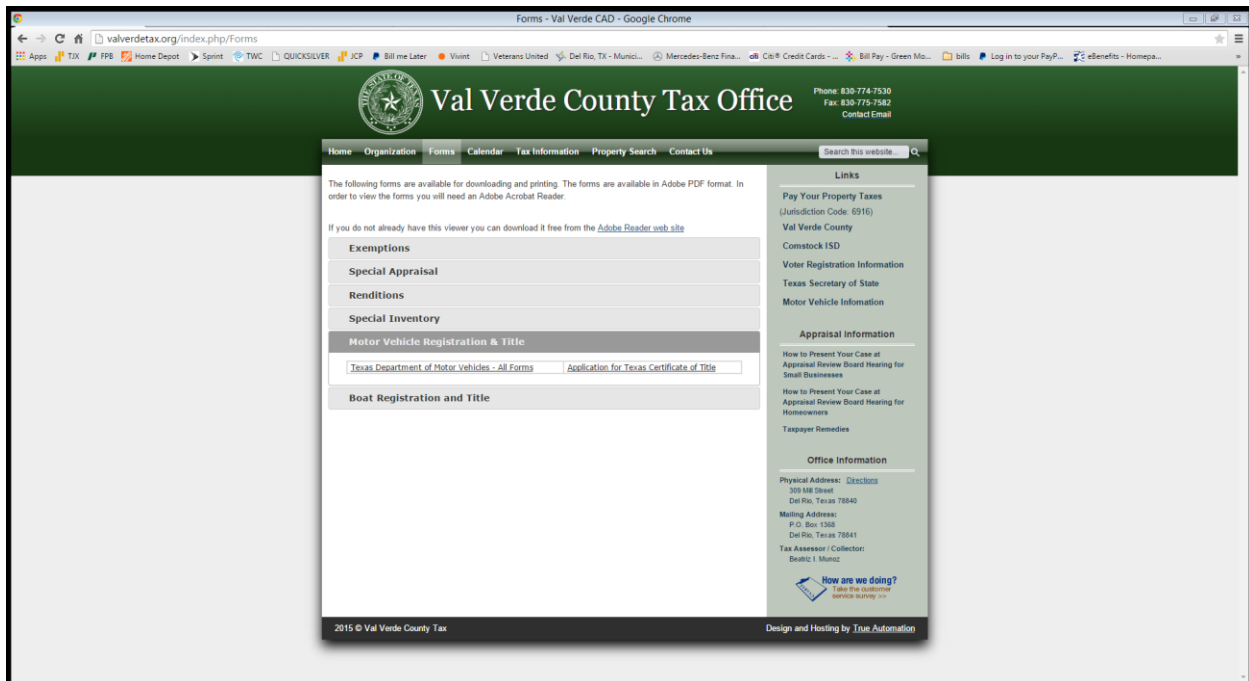 Forms - Val Verde CAD - Google Chrome
valverdetax.org/index.php/Forms
Apps TJX FPB Home Depot Sprint TWC QUICKSILVER JCP Bill me Later Vivint Veterans United Del Rio, TX - Munici... Mercedes-Benz Fina... citi Citi® Credit Cards - ... Bill Pay - Green Mo... bills Log in to your PayP... eBenefits - Homepa... »
THE STATE OF TEXAS
Val Verde County Tax Office
Phone: 830-774-7530
Fax: 830-775-7582
Contact Email
Home Organization Forms Calendar Tax Information Property Search Contact Us Search this website...
The following forms are available for downloading and printing. The forms are available in Adobe PDF format. In
order to view the forms you will need an Adobe Acrobat Reader.
If you do not already have this viewer you can download it free from the Adobe Reader web site
Exemptions
Special Appraisal
Renditions
Special Inventory
Motor Vehicle Registration & Title
Texas Department of Motor Vehicles - All Forms Application for Texas Certificate of Title
Boat Registration and Title
Links
Pay Your Property Taxes
(Jurisdiction Code: 6916)
Val Verde County
Comstock ISD
Voter Registration Information
Texas Secretary of State
Motor Vehicle Infomation
Appraisal Information
How to Present Your Case at
Appraisal Review Board Hearing for
Small Businesses
How to Present Your Case at
Appraisal Review Board Hearing for
Homeowners
Taxpayer Remedies
Office Information
Physical Address: Directions
309 Mill Street
Del Rio, Texas 78840
Mailing Address:
P.O. Box 1368
Del Rio, Texas 78841
Tax Assessor / Collector:
Beatriz I. Munoz
How are we doing?
Take the customer
service survey >>
2015 © Val Verde County Tax
Design and Hosting by True Automation